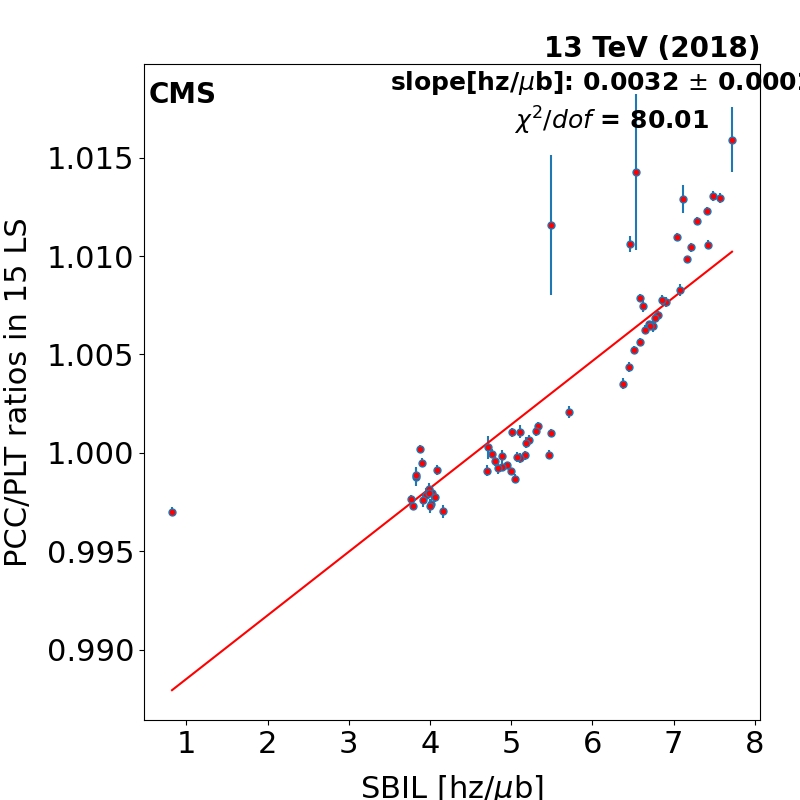 13 TeV (2018)
CMS
slope[hz/μb]: 0.0032 ± 0.000
χ²/dof = 80.01
PCC/PLT ratios in 15 LS
1.015
1.010
1.005
1.000
0.995
0.990
1 2 3 4 5 6 7 8
SBIL [hz/μb]